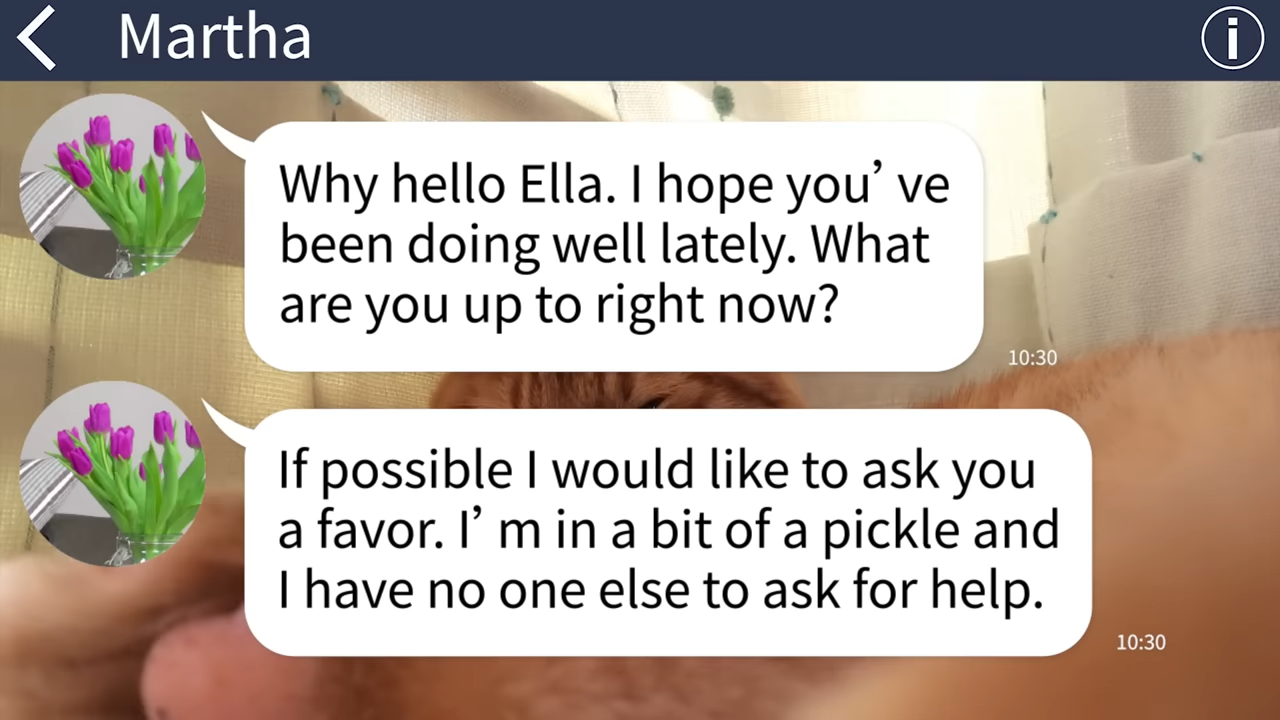 Martha
Why hello Ella. I hope you’ ve
been doing well lately. What
are you up to right now?
10:30
If possible I would like to ask you
a favor. I’ m in a bit of a pickle and
I have no one else to ask for help.
10:30